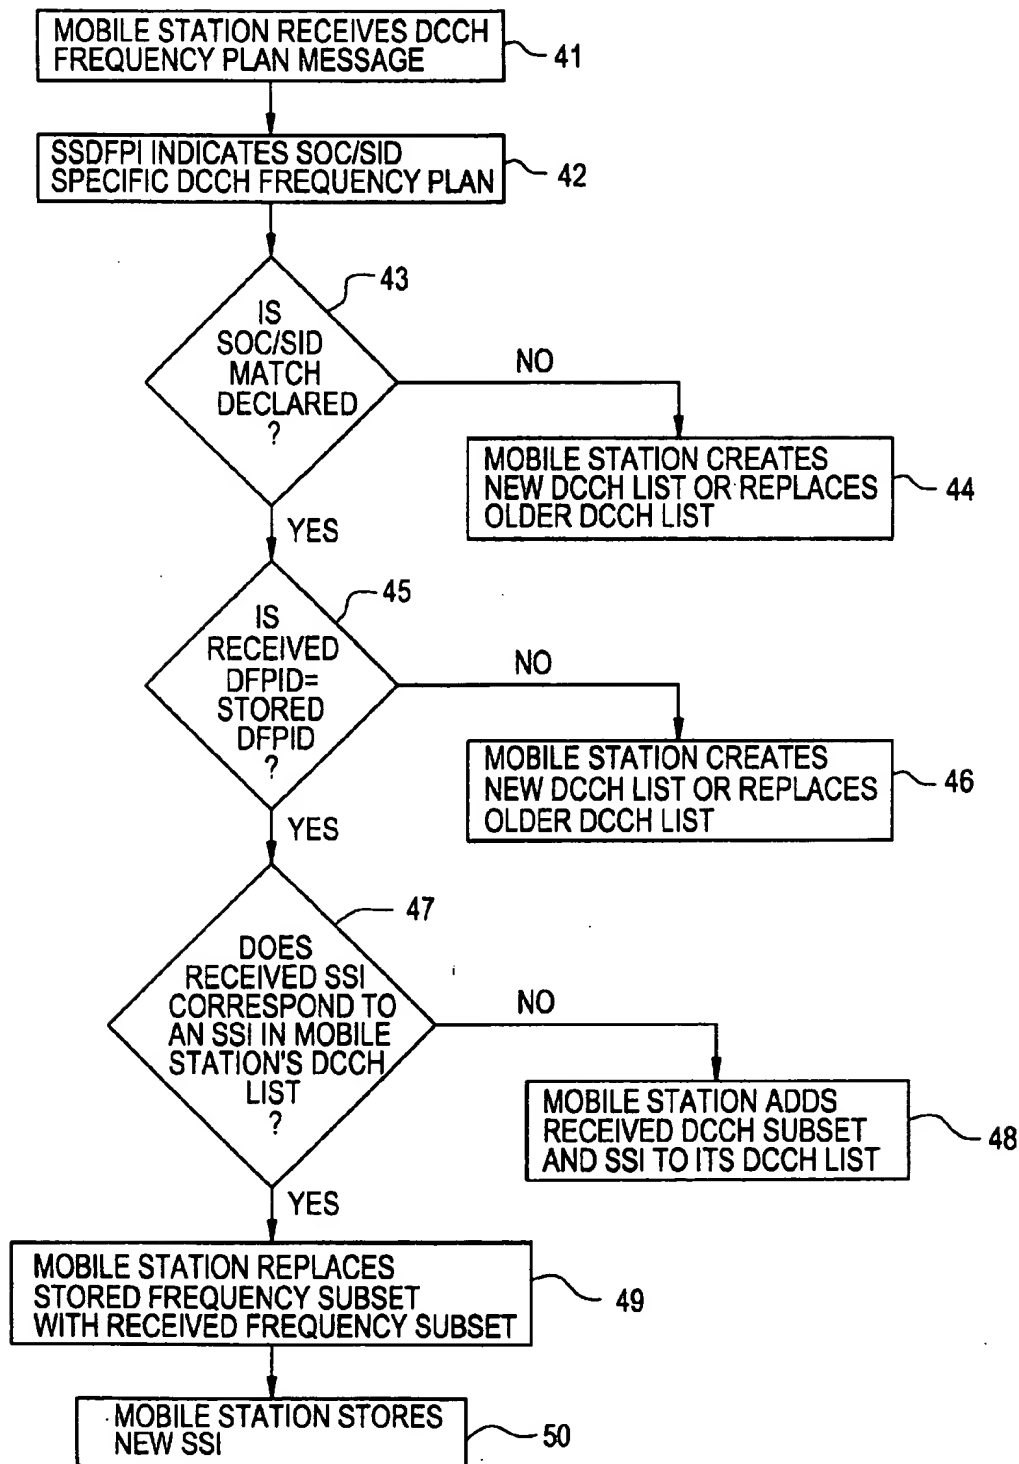 MOBILE STATION RECEIVES DCCH
FREQUENCY PLAN MESSAGE
41
SSDFPI INDICATES SOC/SID
SPECIFIC DCCH FREQUENCY PLAN
42
43
IS
SOC/SID
MATCH
DECLARED
?
NO
MOBILE STATION CREATES
NEW DCCH LIST OR REPLACES
OLDER DCCH LIST
44
YES
45
IS
RECEIVED
DFPID=
STORED
DFPID
?
NO
MOBILE STATION CREATES
NEW DCCH LIST OR REPLACES
OLDER DCCH LIST
46
YES
47
DOES
RECEIVED SSI
CORRESPOND TO
AN SSI IN MOBILE
STATION'S DCCH
LIST
?
NO
MOBILE STATION ADDS
RECEIVED DCCH SUBSET
AND SSI TO ITS DCCH LIST
48
YES
MOBILE STATION REPLACES
STORED FREQUENCY SUBSET
WITH RECEIVED FREQUENCY SUBSET
49
MOBILE STATION STORES
NEW SSI
50